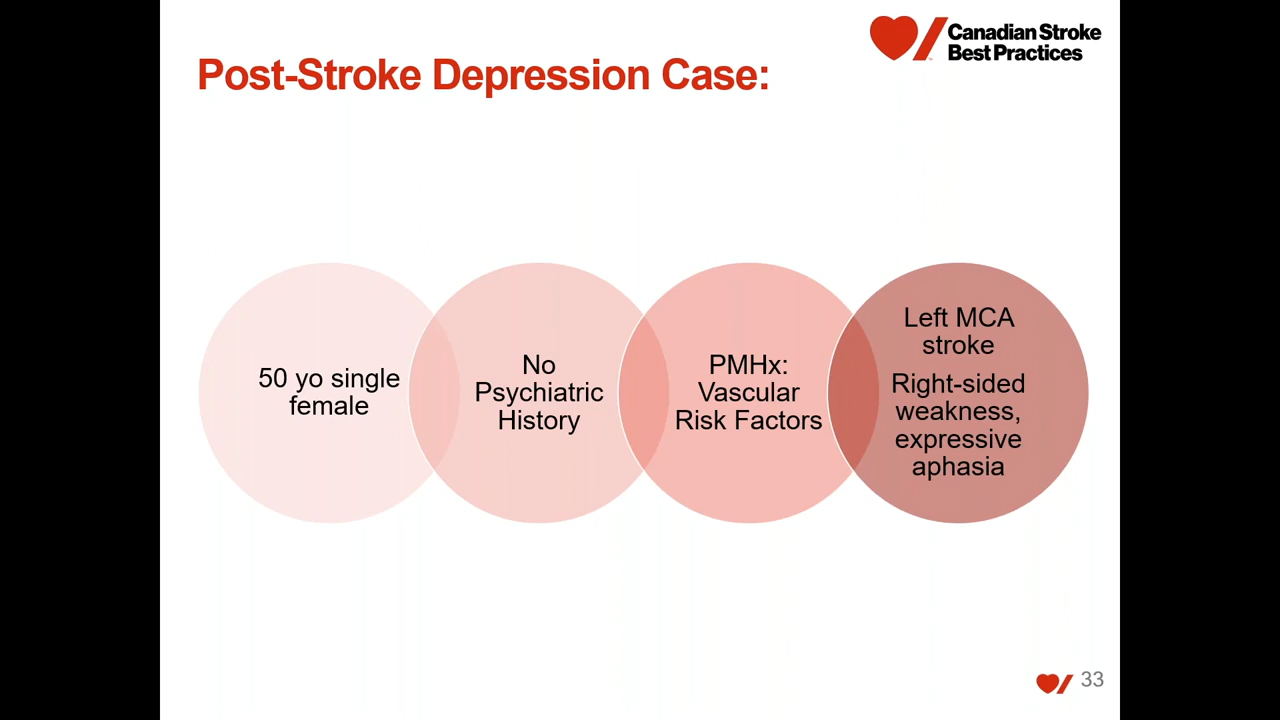 Canadian Stroke
Best Practices
Post-Stroke Depression Case:
50 yo single
female
No
Psychiatric
History
PMHx:
Vascular
Risk Factors
Left MCA
stroke
Right-sided
weakness,
expressive
aphasia
33